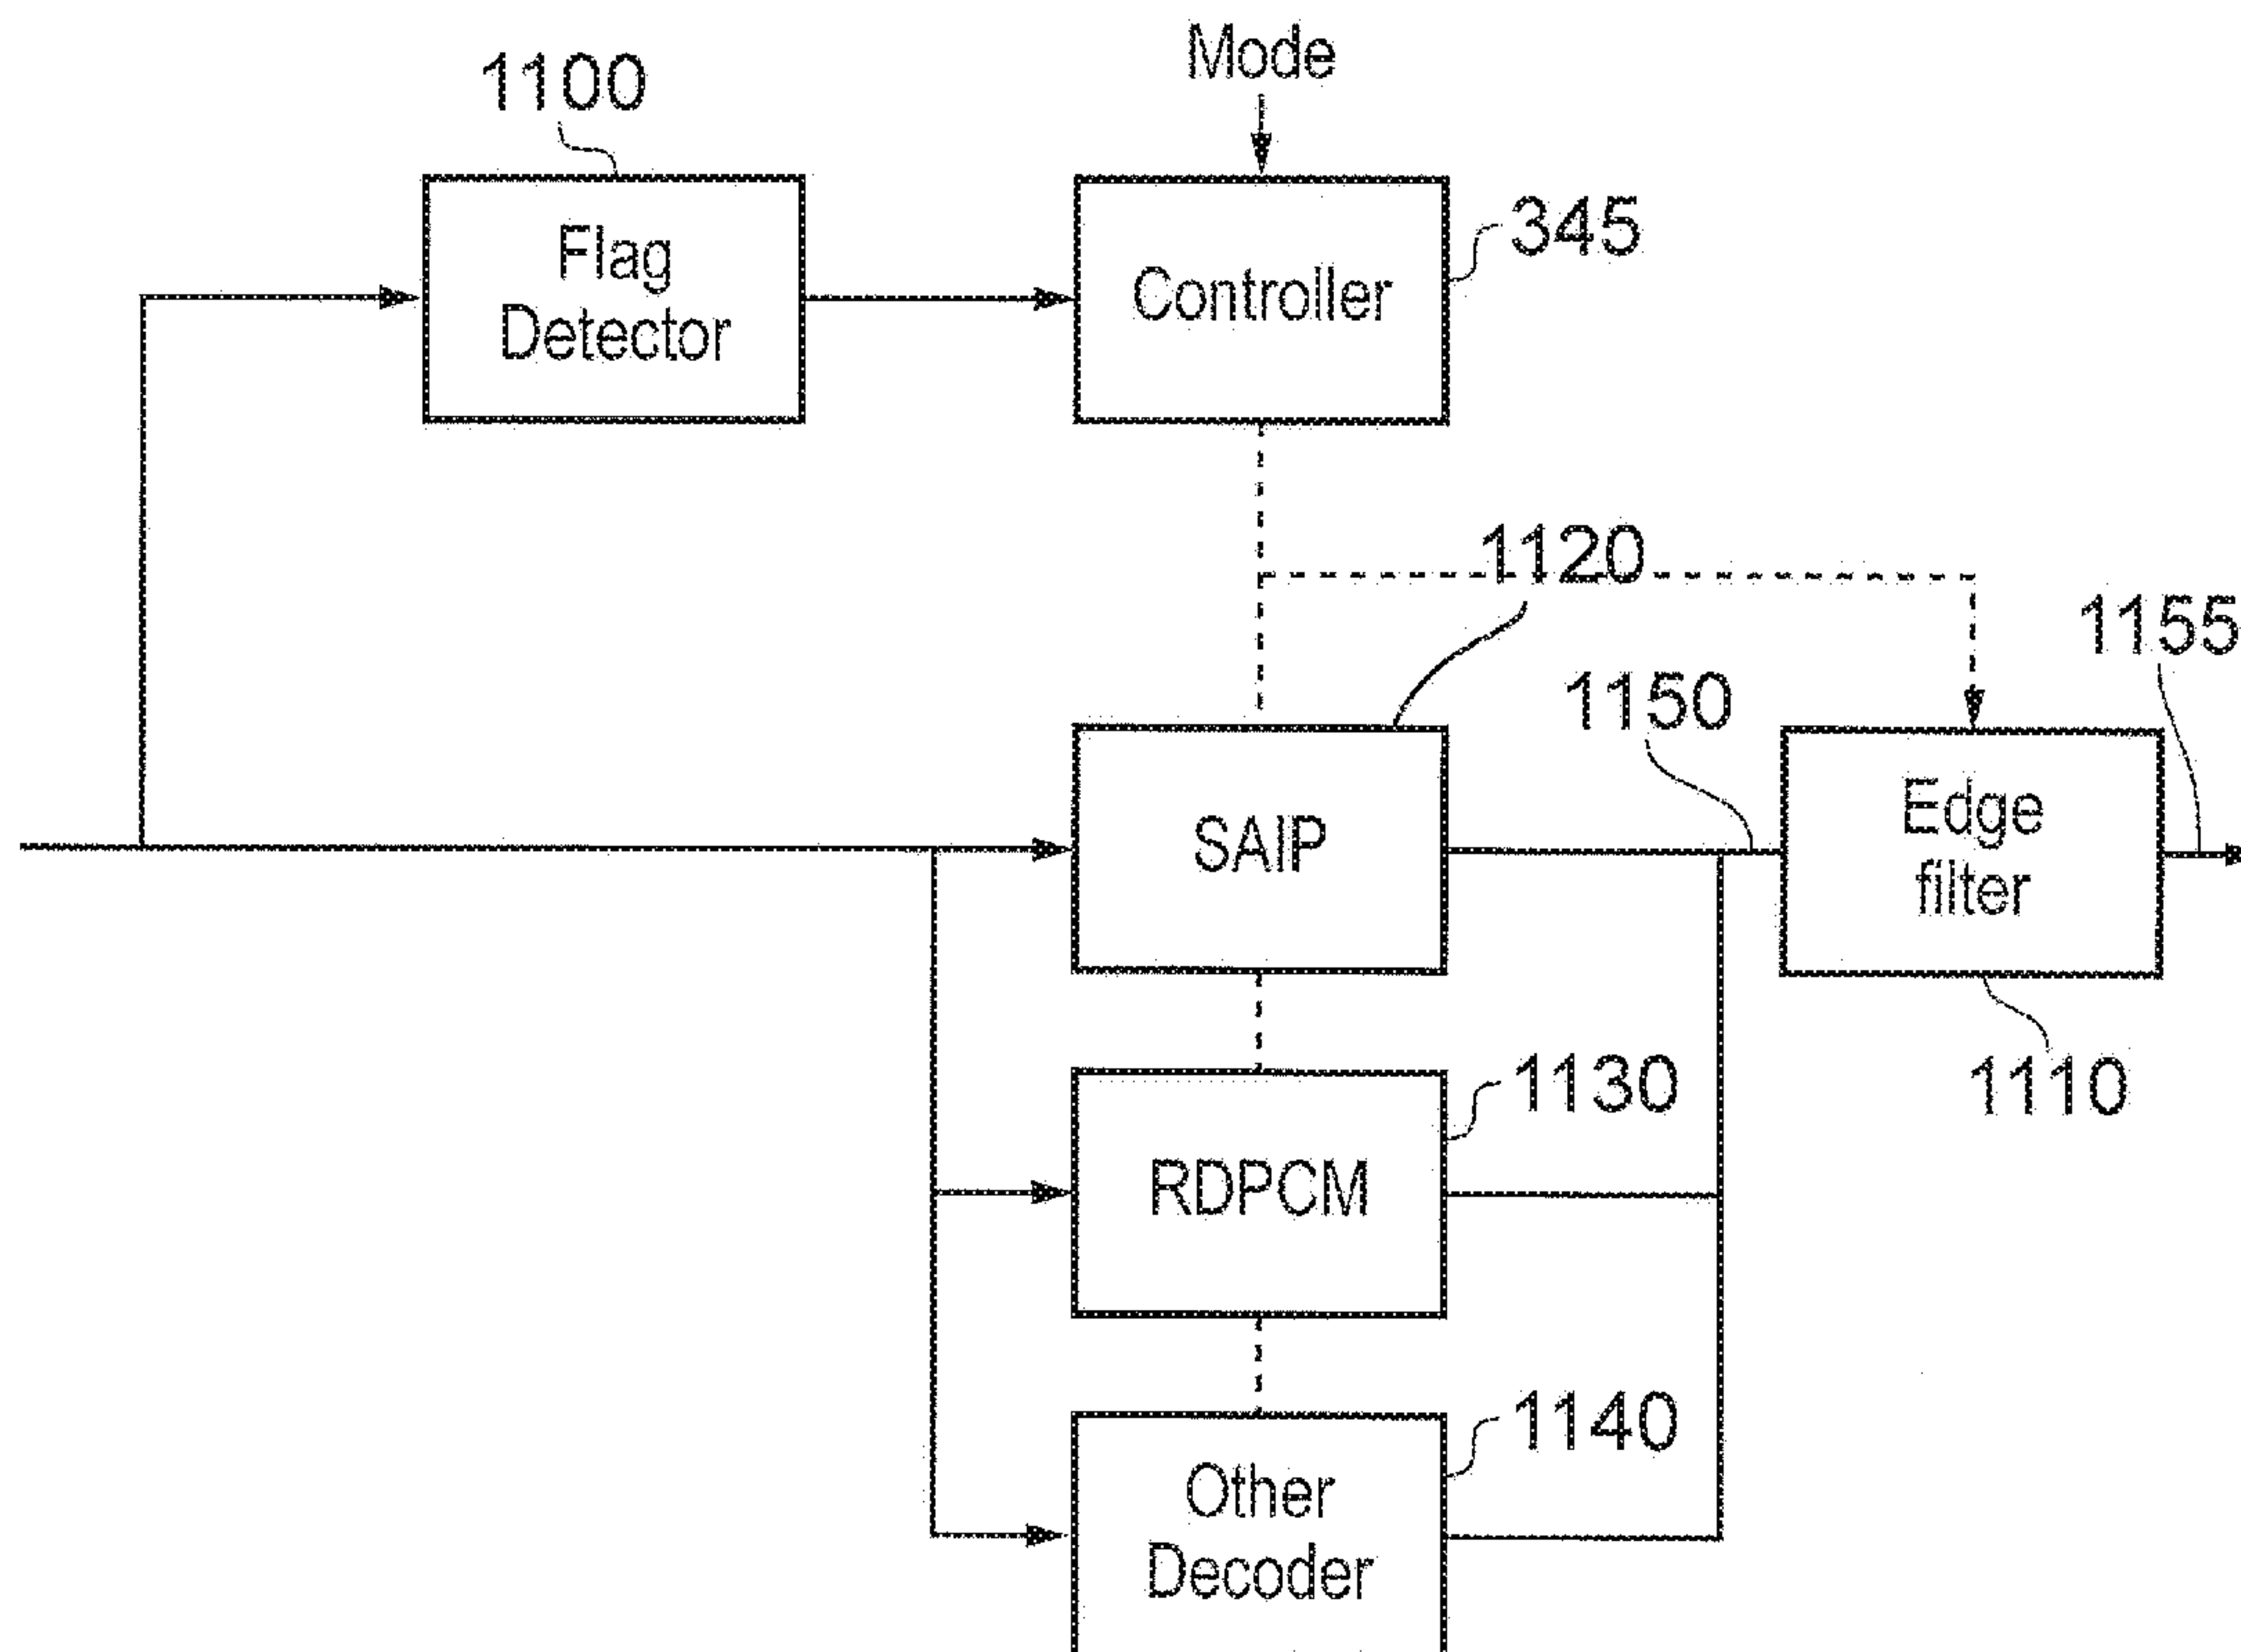 Mode
1100
Flag
Detector
Controller
345
1120
1155
1150
SAIP
Edge
filter
1110
1130
RDPCM
1140
Other
Decoder